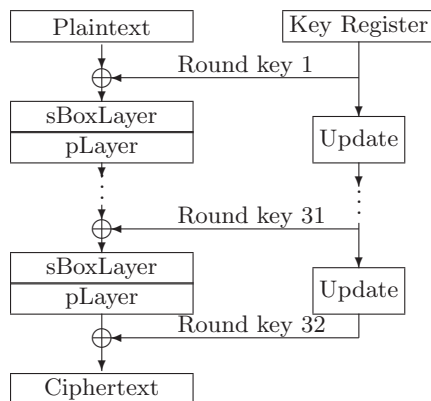 Plaintext
Key Register
Round key 1
sBoxLayer
pLayer
Update
Round key 31
sBoxLayer
pLayer
Update
Round key 32
Ciphertext